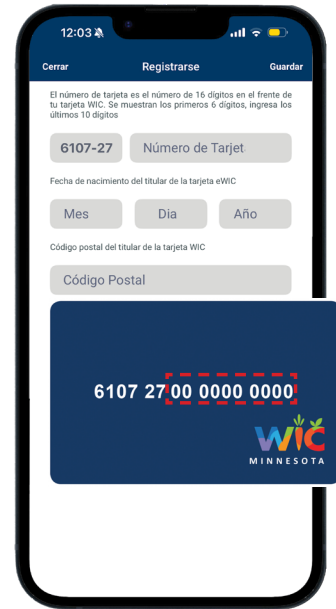 12:03
Cerrar Registrarse Guardar
El número de tarjeta es el número de 16 dígitos en el frente de
tu tarjeta WIC. Se muestran los primeros 6 dígitos, ingresa los
últimos 10 dígitos
6107-27 Número de Tarjet
Fecha de nacimiento del titular de la tarjeta eWIC
Mes Dia Año
Código postal del titular de la tarjeta WIC
Código Postal
6107 27 00 0000 0000
WIC
MINNESOTA